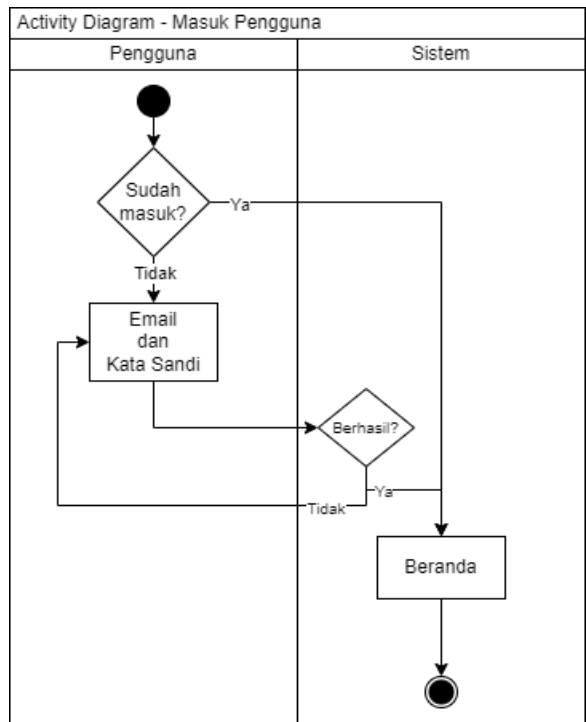 Activity Diagram - Masuk Pengguna
Pengguna
Sistem
Sudah
masuk?
Ya
Tidak
Email
dan
Kata Sandi
Berhasil?
Ya
Tidak
Beranda